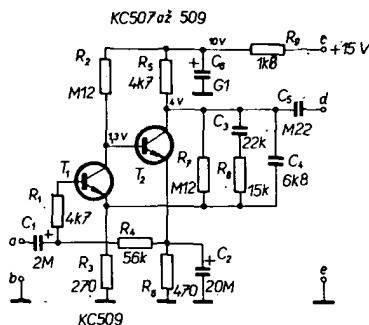 KC507 až 509
R2
M12
R5
4k7
10V
C6
G1
R9
1k8
c
+15V
4V
C5
M22
d
1,3V
T1
T2
R7
M12
C3
22k
R8
15k
C4
6k8
R1
4k7
a
C1
2M
R4
56k
b
R3
270
R6
470
C2
20M
e
KC509